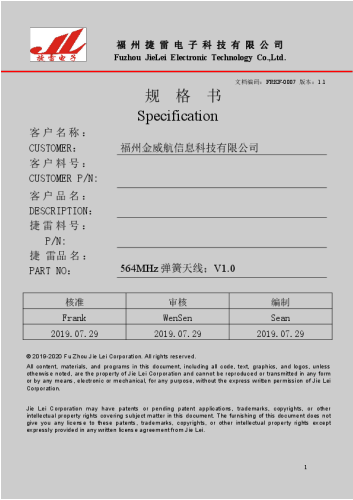 捷雷电子
福州捷雷电子科技有限公司
Fuzhou JieLei Electronic Technology Co.,Ltd.
文档编码：FREF-0807 版本：1.1
规 格 书
Specification
客户名称：
CUSTOMER: 福州金威航信息科技有限公司
客户料号：
CUSTOMER P/N:
客户品名：
DESCRIPTION:
捷雷料号：
P/N:
捷 雷品名：
PART NO: 564MHz 弹簧天线；V1.0
核准 审核 编制
Frank WenSen Sean
2019.07.29 2019.07.29 2019.07.29
© 2019-2020 Fu Zhou Jie Lei Corporation. All rights reserved.
All content, materials, and programs in this document, including all code, text, graphics, and logos, unless
otherwise noted, are the property of Jie Lei Corporation and cannot be reproduced or transmitted in any form
or by any means, electronic or mechanical, for any purpose, without the express written permission of Jie Lei
Corporation.
Jie Lei Corporation may have patents or pending patent applications, trademarks, copyrights, or other
intellectual property rights covering subject matter in this document. The furnishing of this document does not
give you any license to these patents, trademarks, copyrights, or other intellectual property rights except
expressly provided in any written license agreement from Jie Lei.
1